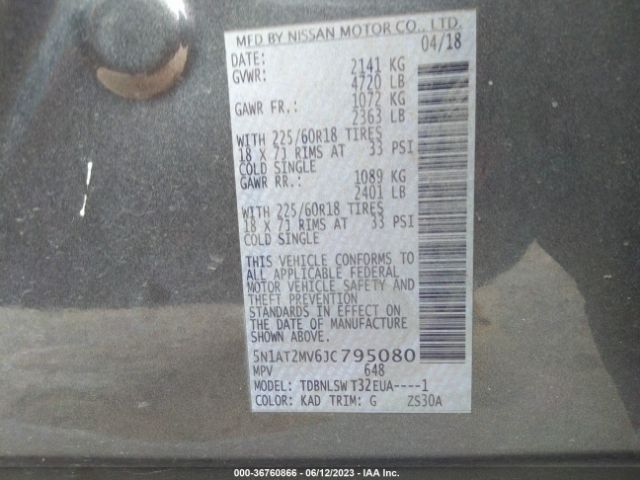 MFD BY NISSAN MOTOR CO., LTD.
DATE: 04/18
GVWR: 2141 KG
4720 LB
GAWR FR.: 1072 KG
2363 LB
WITH 225/60R18 TIRES
18 X 7J RIMS AT 33 PSI
COLD SINGLE
GAWR RR.: 1089 KG
2401 LB
WITH 225/60R18 TIRES
18 X 7J RIMS AT 33 PSI
COLD SINGLE
THIS VEHICLE CONFORMS TO
ALL APPLICABLE FEDERAL
MOTOR VEHICLE SAFETY AND
THEFT PREVENTION
STANDARDS IN EFFECT ON
THE DATE OF MANUFACTURE
SHOWN ABOVE.
5N1AT2MV6JC795080
MPV 648
MODEL: TDBNLSW T32EUA----1
COLOR: KAD TRIM: G ZS30A
000-36760866 - 06/12/2023 - IAA Inc.